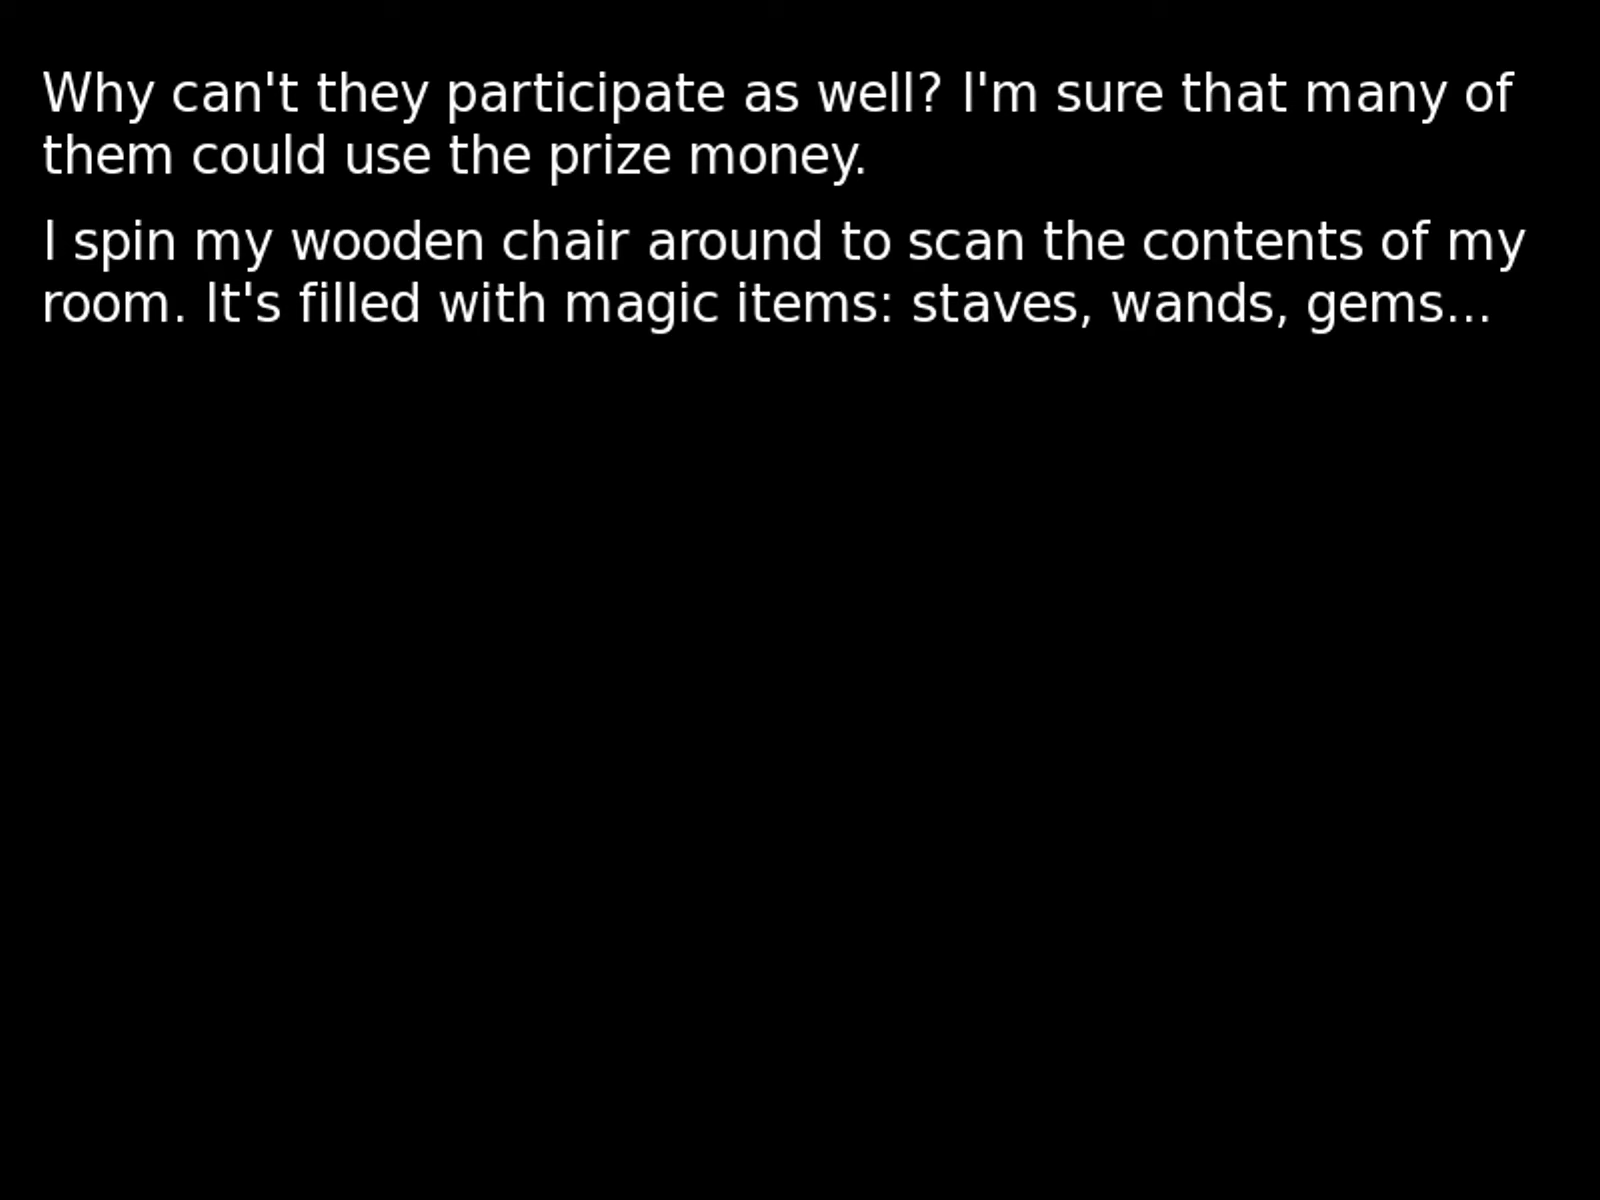 Why can't they participate as well? I'm sure that many of
them could use the prize money.
I spin my wooden chair around to scan the contents of my
room. It's filled with magic items: staves, wands, gems...